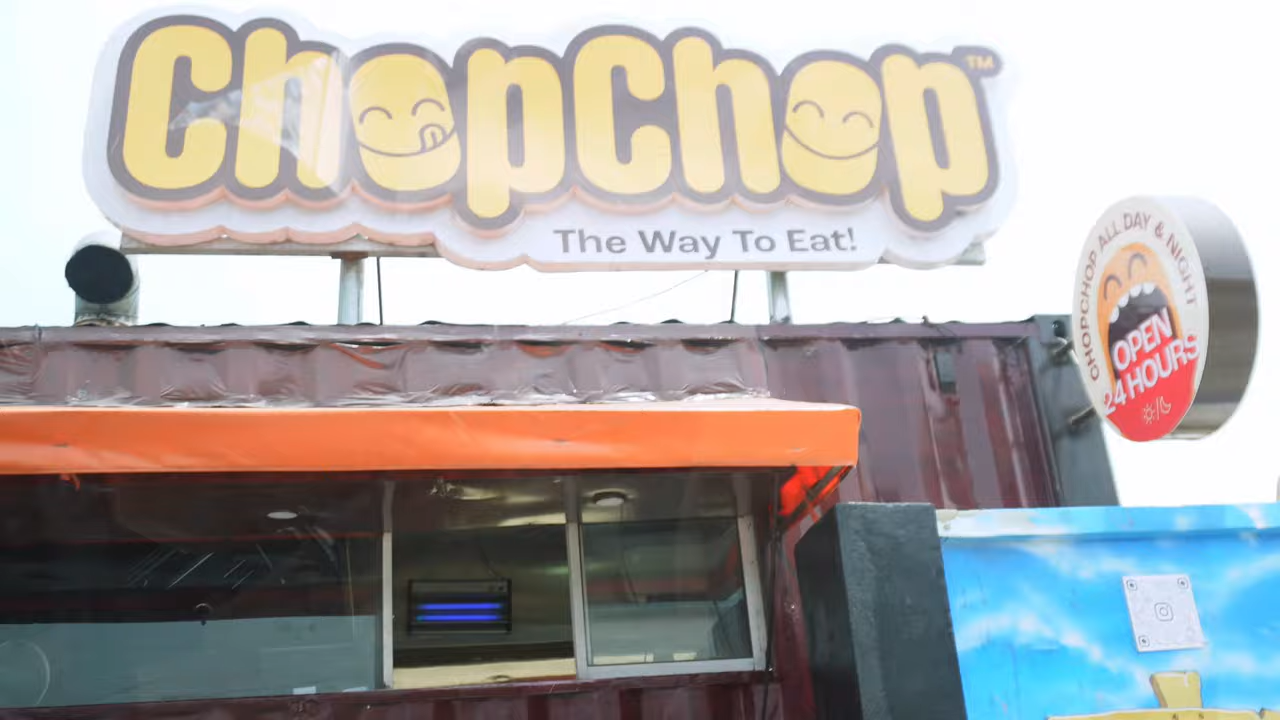 ChopChop™
The Way To Eat!
CHOPCHOP ALL DAY & NIGHT
OPEN
24 HOURS